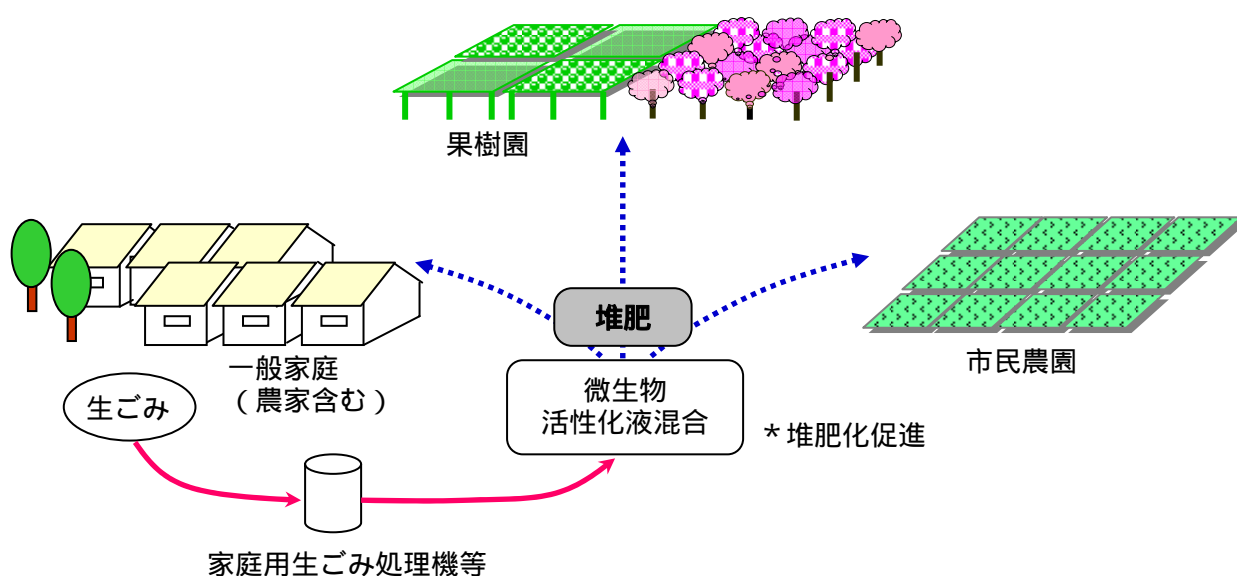 果樹園
堆肥
一般家庭
（農家含む）
市民農園
生ごみ
微生物
活性化液混合
＊堆肥化促進
家庭用生ごみ処理機等